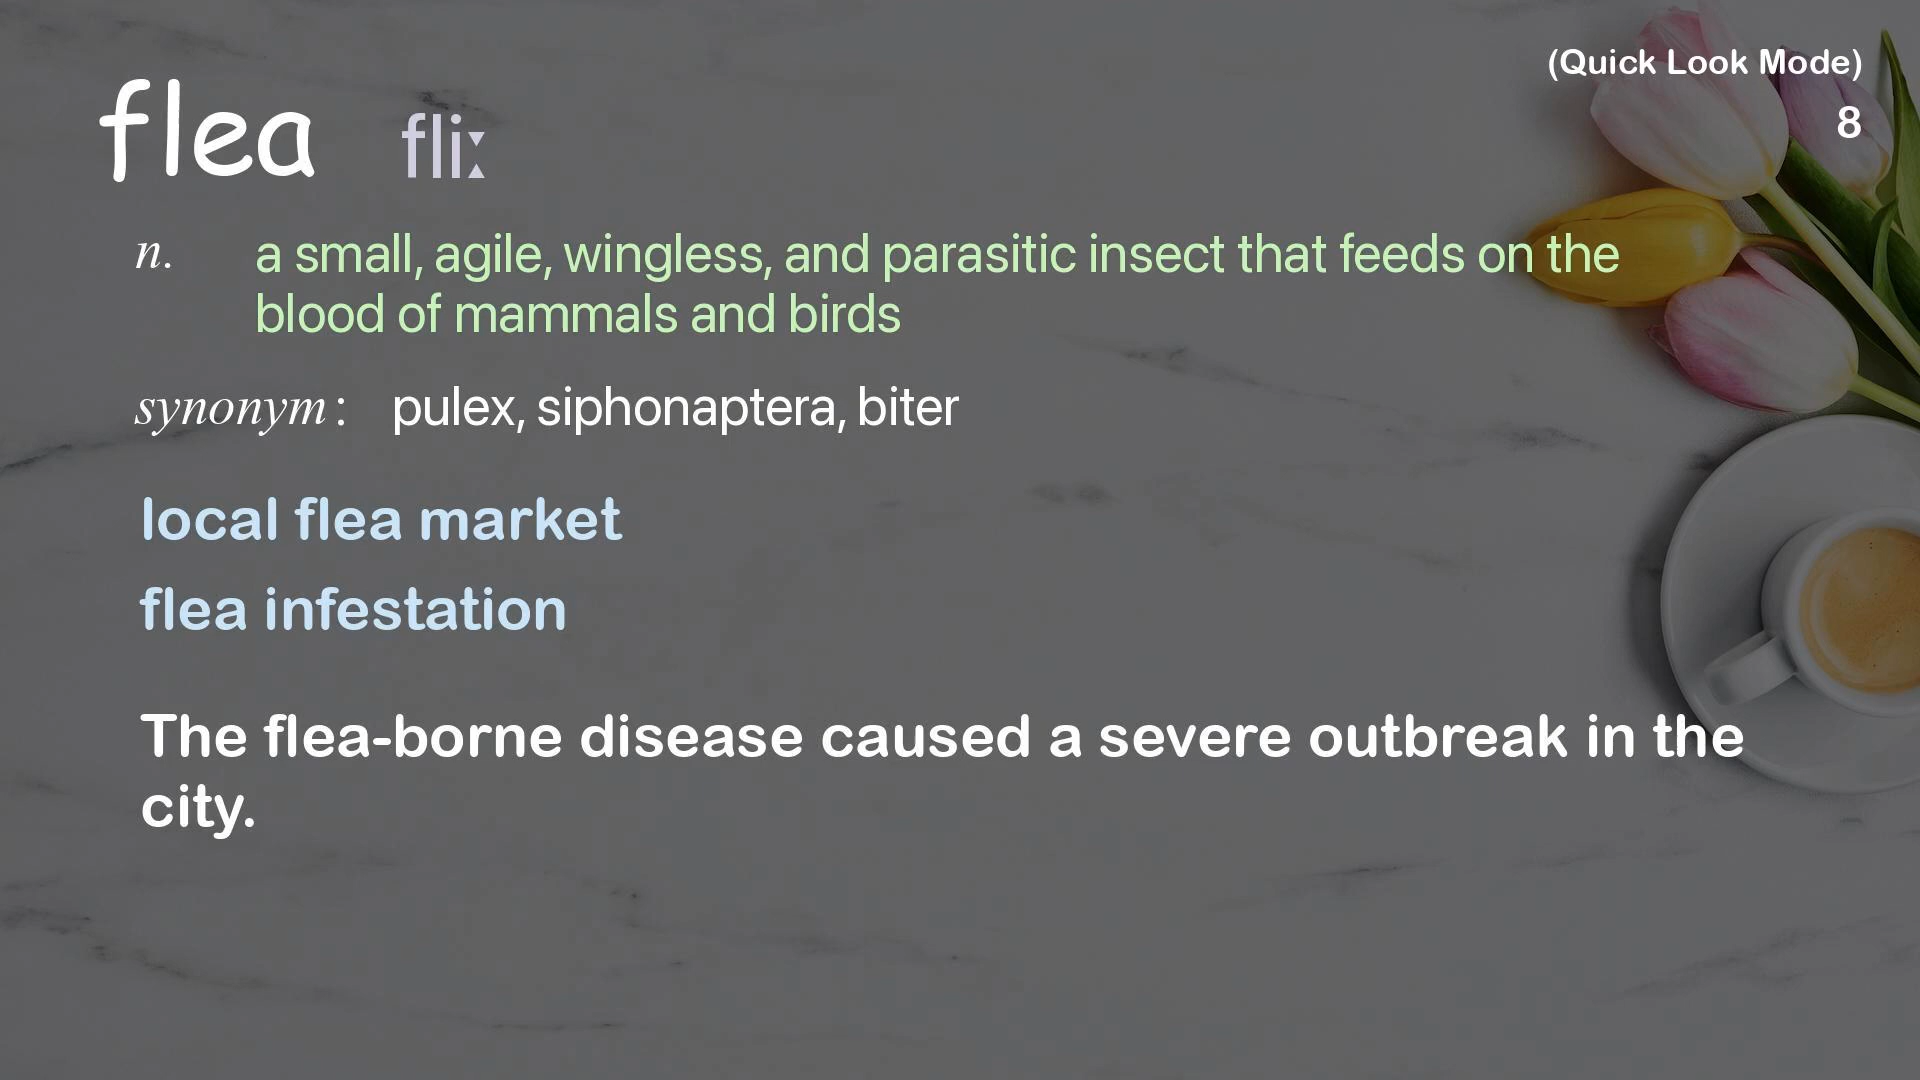 (Quick Look Mode)
8
flea fliː
n. a small, agile, wingless, and parasitic insect that feeds on the
blood of mammals and birds
synonym: pulex, siphonaptera, biter
local flea market
flea infestation
The flea-borne disease caused a severe outbreak in the
city.